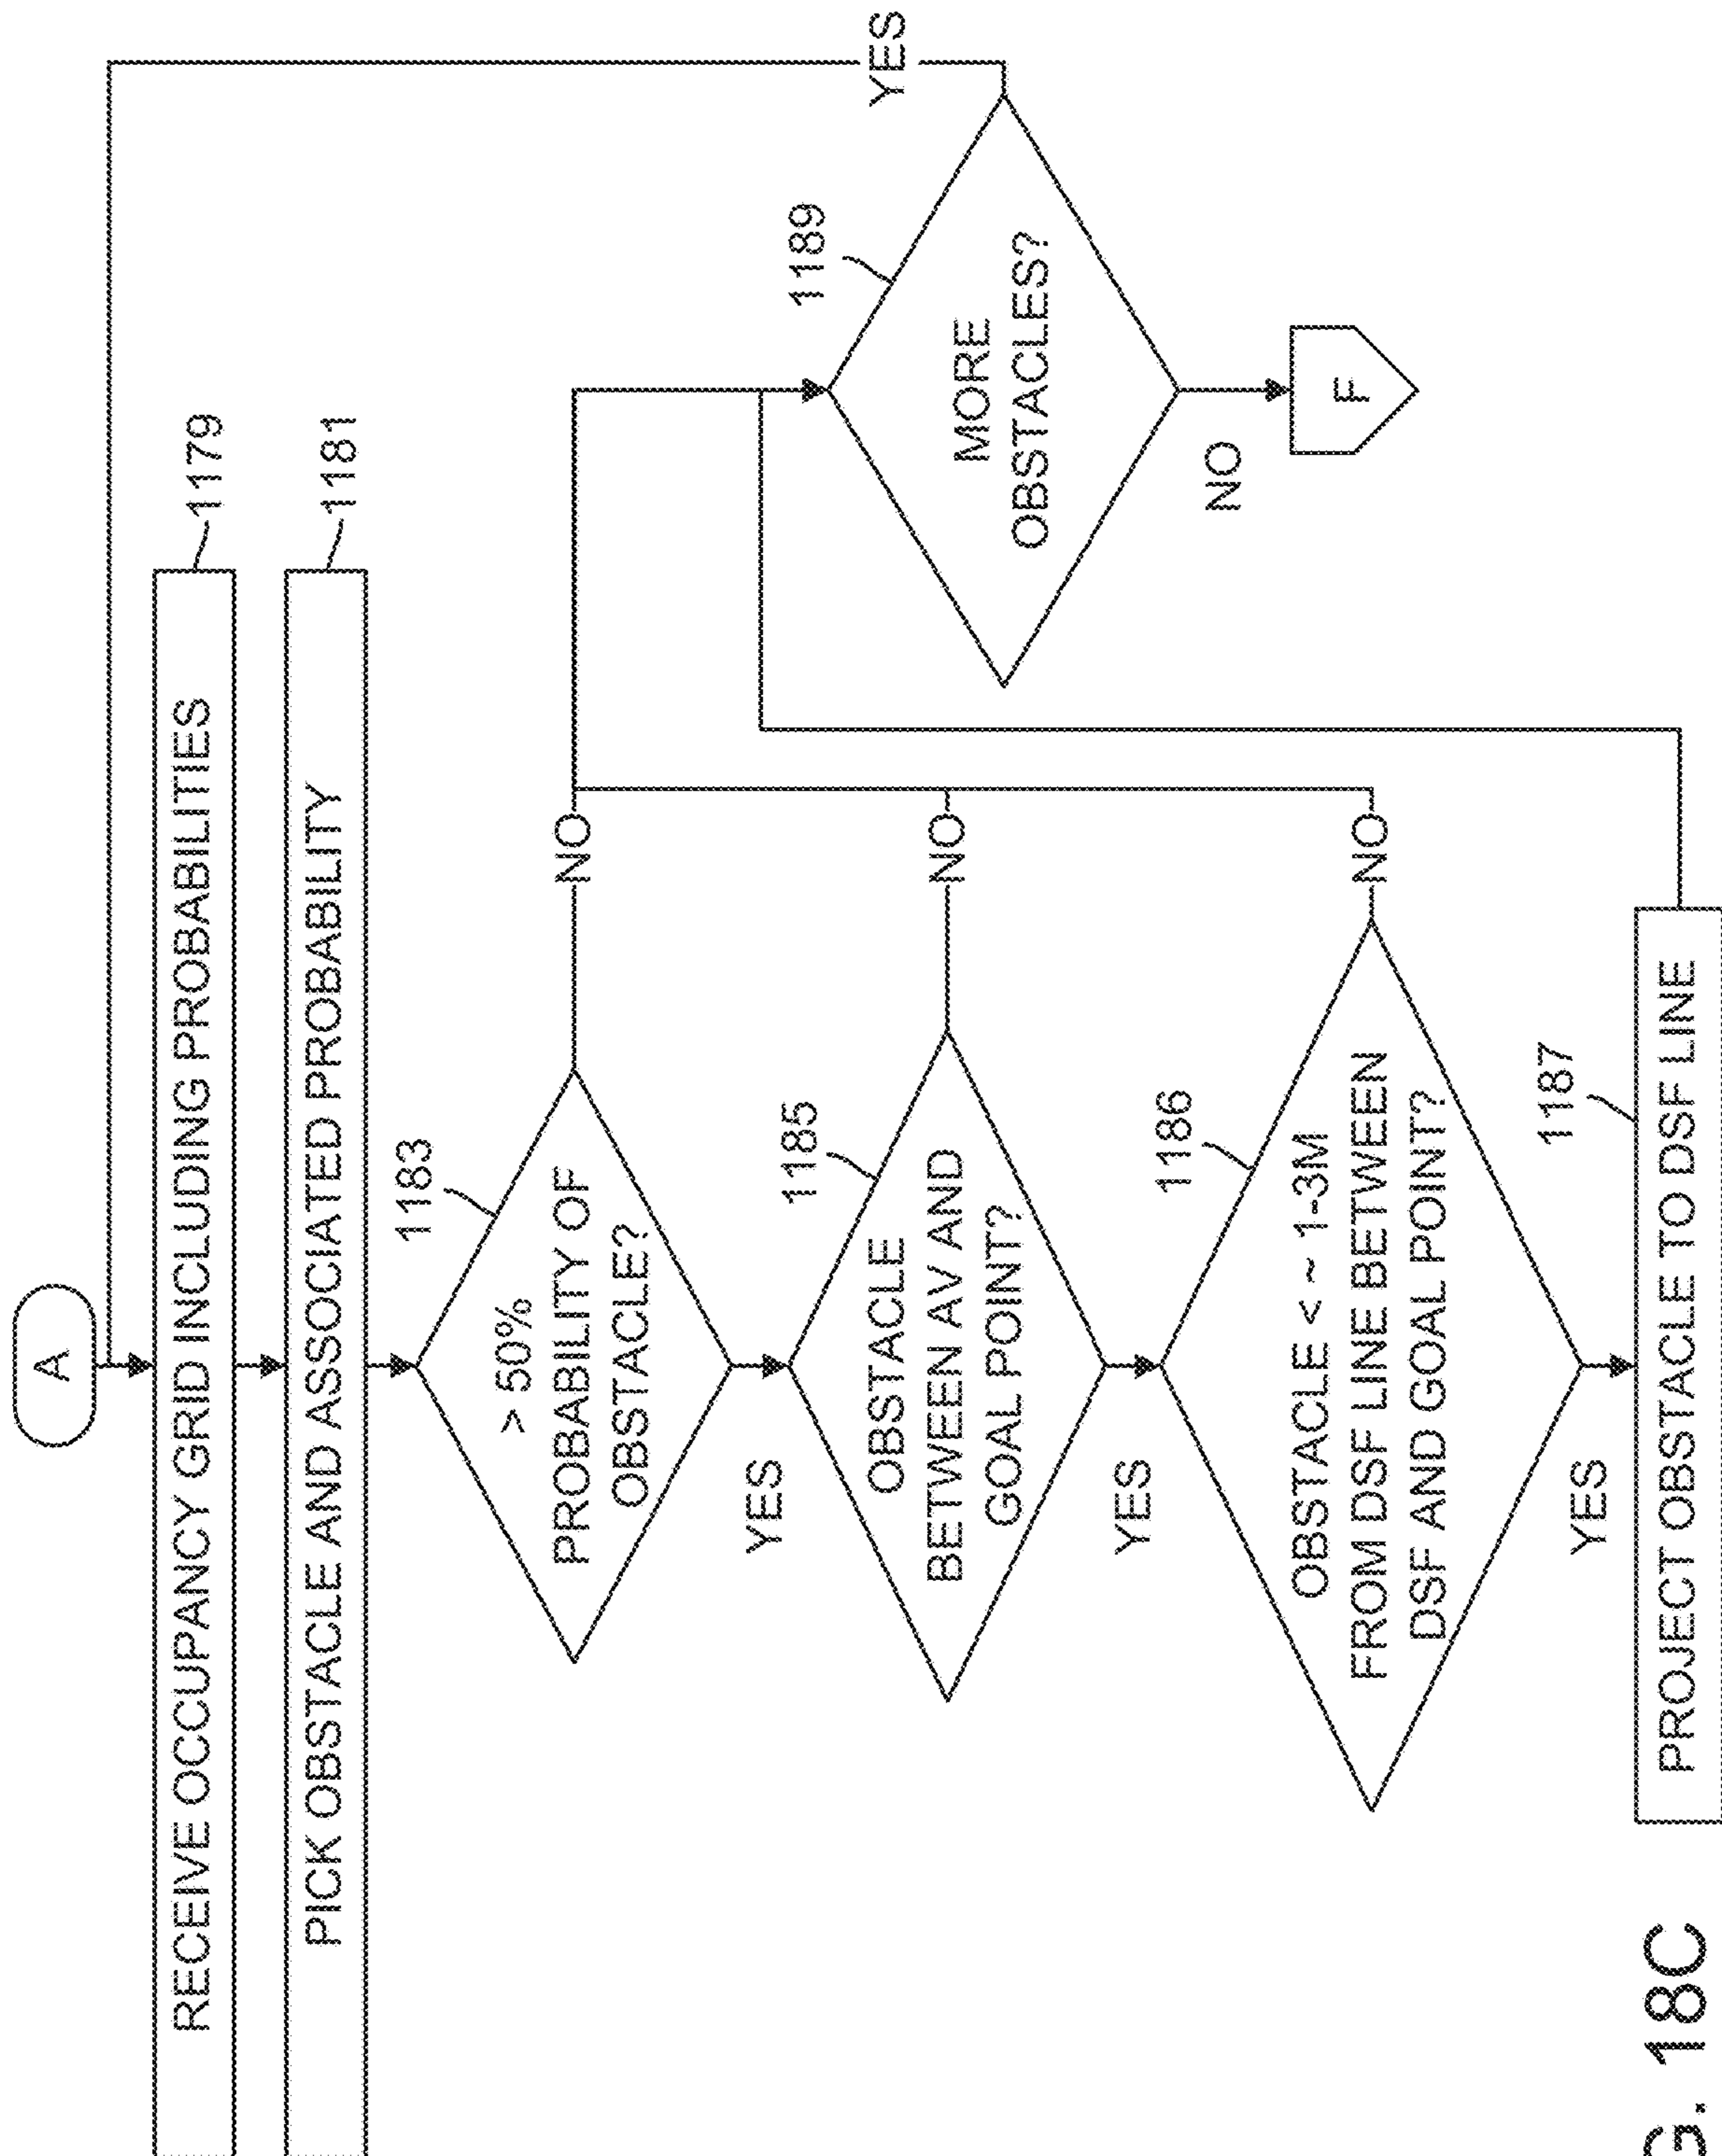 A
RECEIVE OCCUPANCY GRID INCLUDING PROBABILITIES
1179
PICK OBSTACLE AND ASSOCIATED PROBABILITY
1181
1183
> 50%
PROBABILITY OF
OBSTACLE?
NO
YES
1185
OBSTACLE
BETWEEN AV AND
GOAL POINT?
NO
YES
1186
OBSTACLE < ~ 1-3M
FROM DSF LINE BETWEEN
DSF AND GOAL POINT?
NO
YES
1187
PROJECT OBSTACLE TO DSF LINE
1189
MORE
OBSTACLES?
YES
NO
F
G. 18C